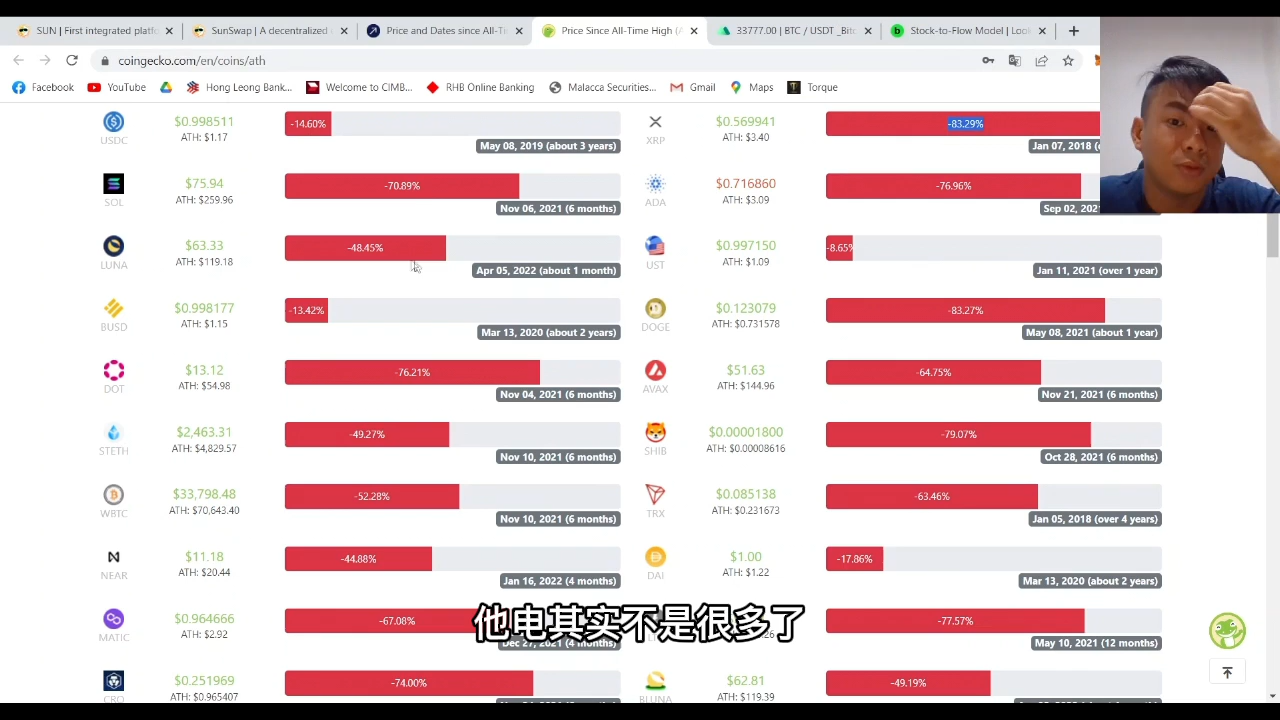 SUN | First integrated platf
SunSwap | A decentralized
Price and Dates since All-Ti
Price Since All-Time High (A
33777.00 | BTC / USDT _Bit
Stock-to-Flow Model | Look
coingecko.com/en/coins/ath
Facebook
YouTube
Hong Leong Bank...
Welcome to CIMB...
RHB Online Banking
Malacca Securities...
Gmail
Maps
Torque
USDC
$0.998511
ATH: $1.17
-14.60%
May 08, 2019 (about 3 years)
XRP
$0.569941
ATH: $3.40
-83.29%
Jan 07, 2018 (
SOL
$75.94
ATH: $259.96
-70.89%
Nov 06, 2021 (6 months)
ADA
$0.716860
ATH: $3.09
-76.96%
Sep 02, 2021
LUNA
$63.33
ATH: $119.18
-48.45%
Apr 05, 2022 (about 1 month)
UST
$0.997150
ATH: $1.09
-8.65%
Jan 11, 2021 (over 1 year)
BUSD
$0.998177
ATH: $1.15
-13.42%
Mar 13, 2020 (about 2 years)
DOGE
$0.123079
ATH: $0.731578
-83.27%
May 08, 2021 (about 1 year)
DOT
$13.12
ATH: $54.98
-76.21%
Nov 04, 2021 (6 months)
AVAX
$51.63
ATH: $144.96
-64.75%
Nov 21, 2021 (6 months)
STETH
$2,463.31
ATH: $4,829.57
-49.27%
Nov 10, 2021 (6 months)
SHIB
$0.00001800
ATH: $0.00008616
-79.07%
Oct 28, 2021 (6 months)
WBTC
$33,798.48
ATH: $70,643.40
-52.28%
Nov 10, 2021 (6 months)
TRX
$0.085138
ATH: $0.231673
-63.46%
Jan 05, 2018 (over 4 years)
NEAR
$11.18
ATH: $20.44
-44.88%
Jan 16, 2022 (4 months)
DAI
$1.00
ATH: $1.22
-17.86%
Mar 13, 2020 (about 2 years)
MATIC
$0.964666
ATH: $2.92
-67.08%
Dec 27, 2021 (4 months)
-77.57%
May 10, 2021 (12 months)
他电其实不是很多了
CRO
$0.251969
ATH: $0.965407
-74.00%
BLUNA
$62.81
ATH: $119.39
-49.19%